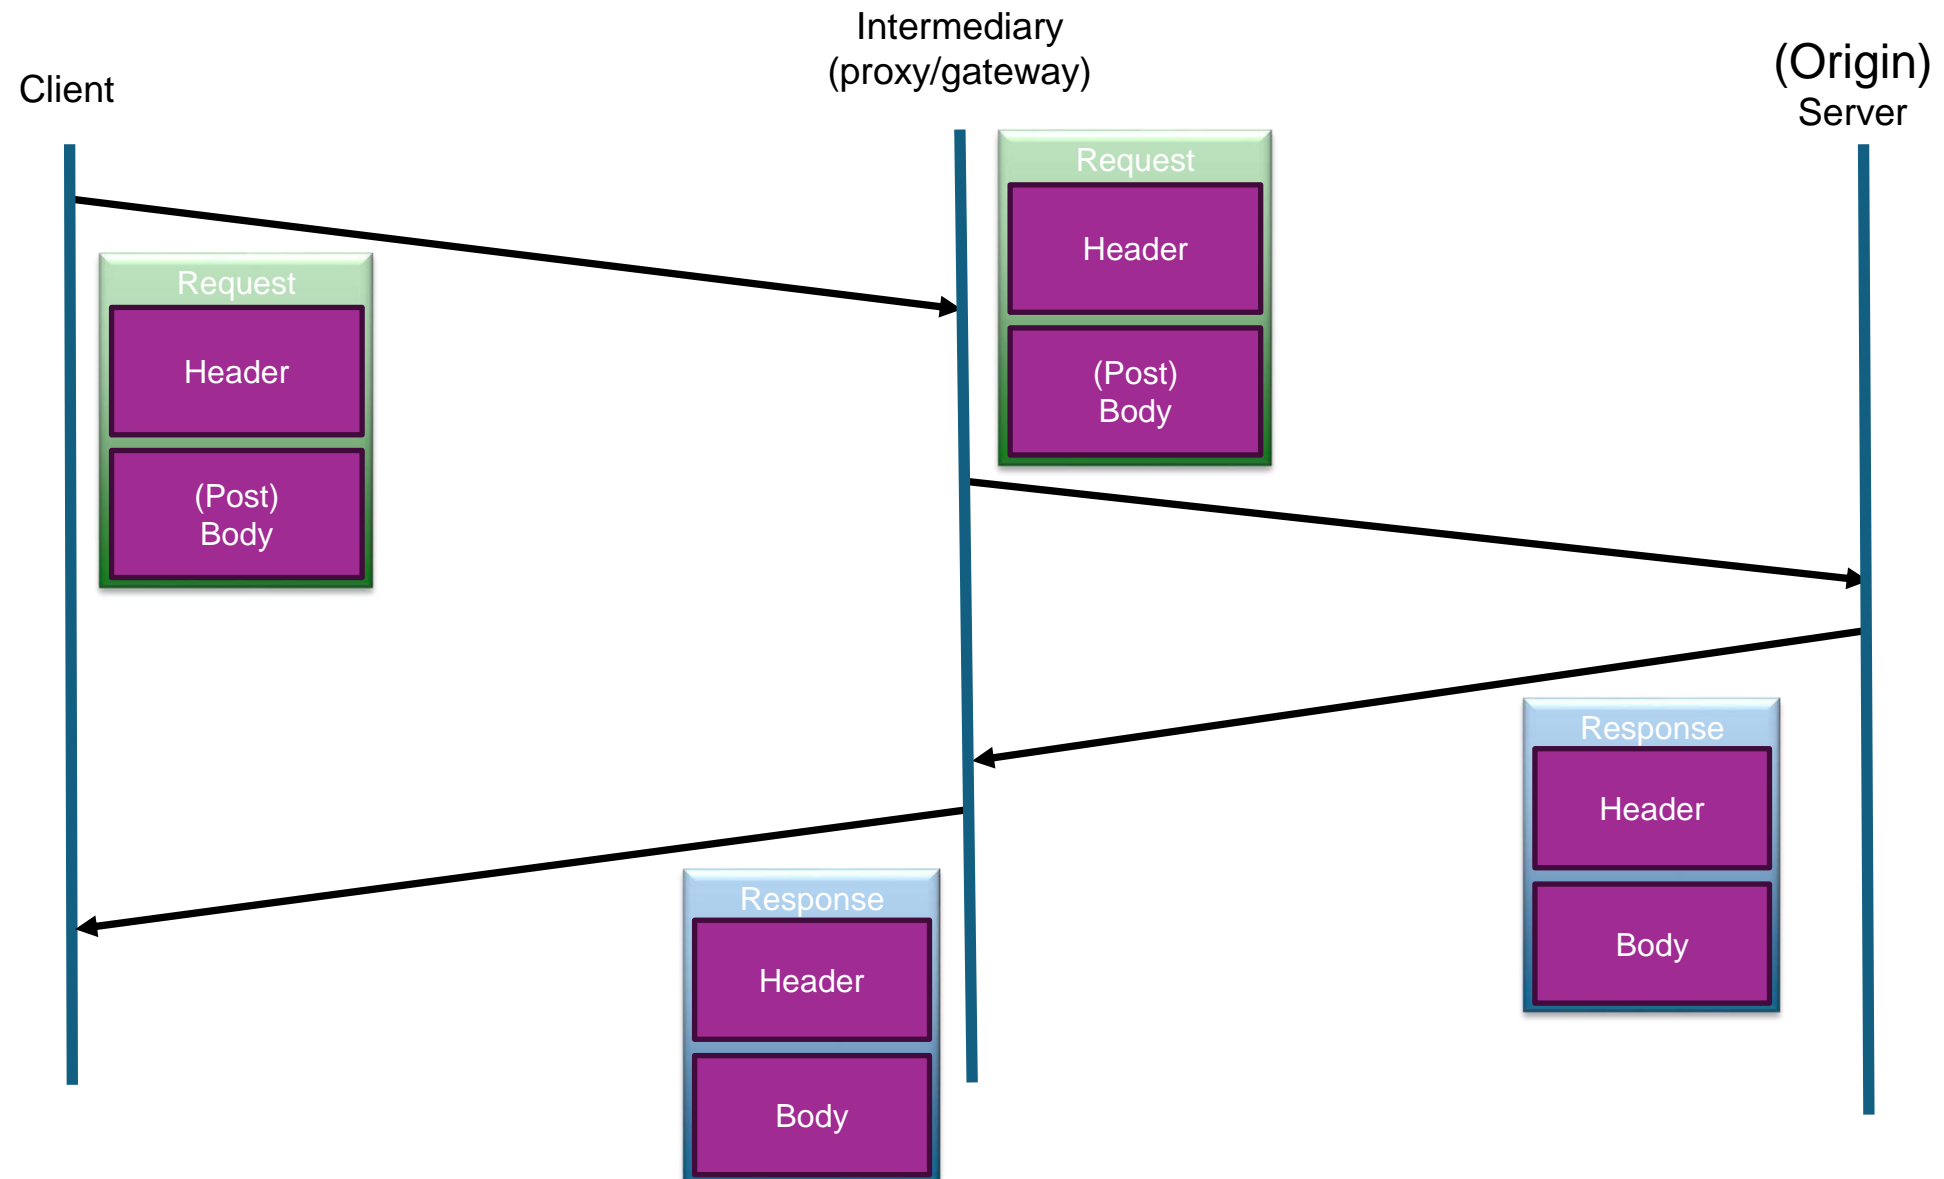 Client
Intermediary
(proxy/gateway)
(Origin)
Server
Request
Header
(Post)
Body
Request
Header
(Post)
Body
Response
Header
Body
Response
Header
Body